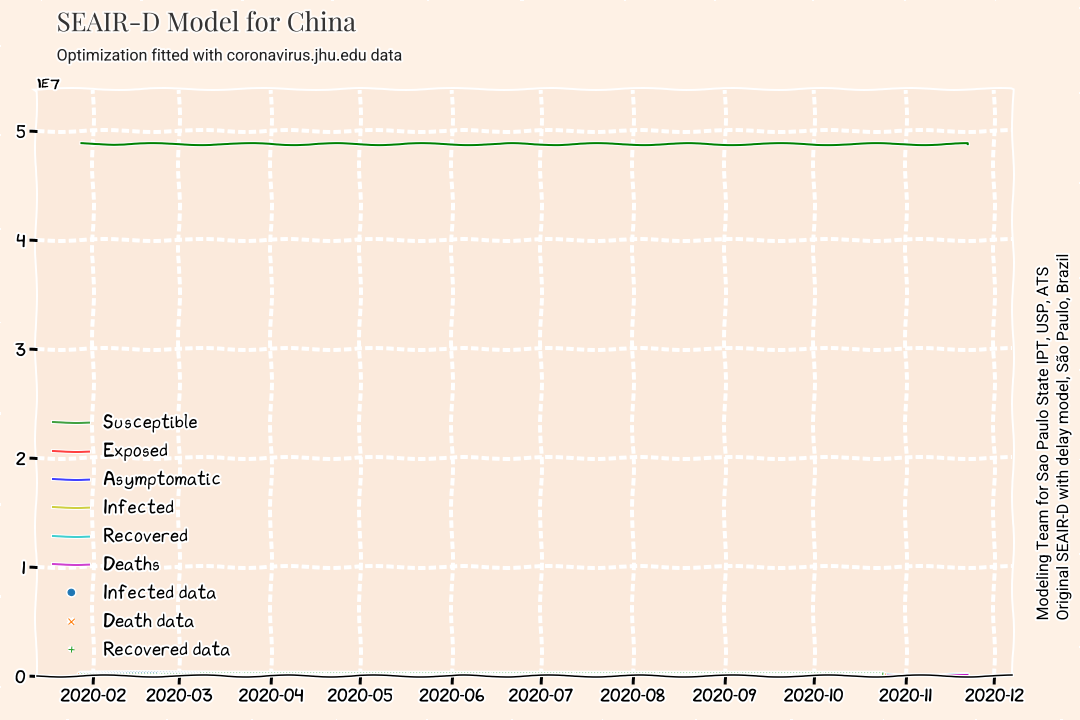 SEAIR-D Model for China
Optimization fitted with coronavirus.jhu.edu data
1E7
5
4
3
2
1
0
Susceptible
Exposed
Asymptomatic
Infected
Recovered
Deaths
Infected data
Death data
Recovered data
2020-02 2020-03 2020-04 2020-05 2020-06 2020-07 2020-08 2020-09 2020-10 2020-11 2020-12
Modeling Team for Sao Paulo State IPT, USP, ATS
Original SEAIR-D with delay model, São Paulo, Brazil